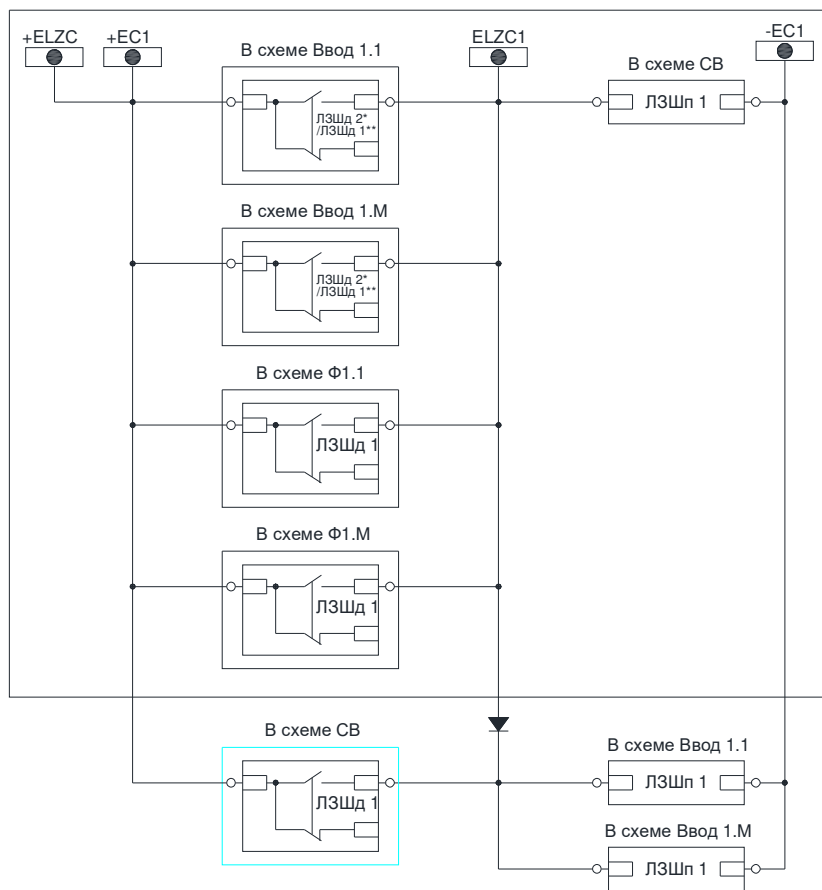 +ELZC
+EC1
ELZC1
-EC1
В схеме Ввод 1.1
В схеме СВ
ЛЗШд 2*
/ЛЗШд 1**
ЛЗШп 1
В схеме Ввод 1.М
ЛЗШд 2*
/ЛЗШд 1**
В схеме Ф1.1
ЛЗШд 1
В схеме Ф1.М
ЛЗШд 1
В схеме СВ
В схеме Ввод 1.1
ЛЗШд 1
ЛЗШп 1
В схеме Ввод 1.М
ЛЗШп 1